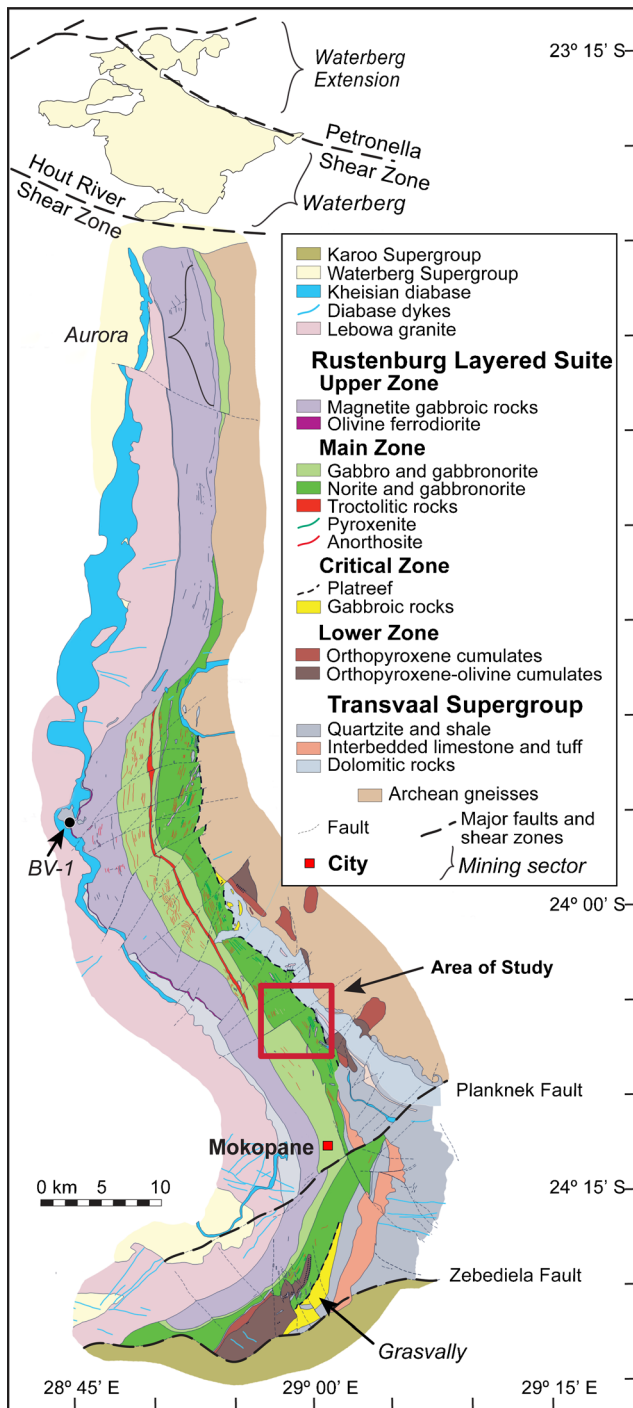 23º 15’ S
Waterberg
Extension
Petronella
Shear Zone
Hout River
Shear Zone
Waterberg
Aurora
Karoo Supergroup
Waterberg Supergroup
Kheisian diabase
Diabase dykes
Lebowa granite
Rustenburg Layered Suite
Upper Zone
Magnetite gabbroic rocks
Olivine ferrodiorite
Main Zone
Gabbro and gabbronorite
Norite and gabbronorite
Troctolitic rocks
Pyroxenite
Anorthosite
Critical Zone
Platreef
Gabbroic rocks
Lower Zone
Orthopyroxene cumulates
Orthopyroxene-olivine cumulates
Transvaal Supergroup
Quartzite and shale
Interbedded limestone and tuff
Dolomitic rocks
Archean gneisses
Fault
Major faults and
shear zones
City
Mining sector
BV-1
24º 00’ S
Area of Study
Planknek Fault
Mokopane
0 km 5 10
24º 15’ S
Zebediela Fault
Grasvally
28º 45’ E
29º 00’ E
29º 15’ E